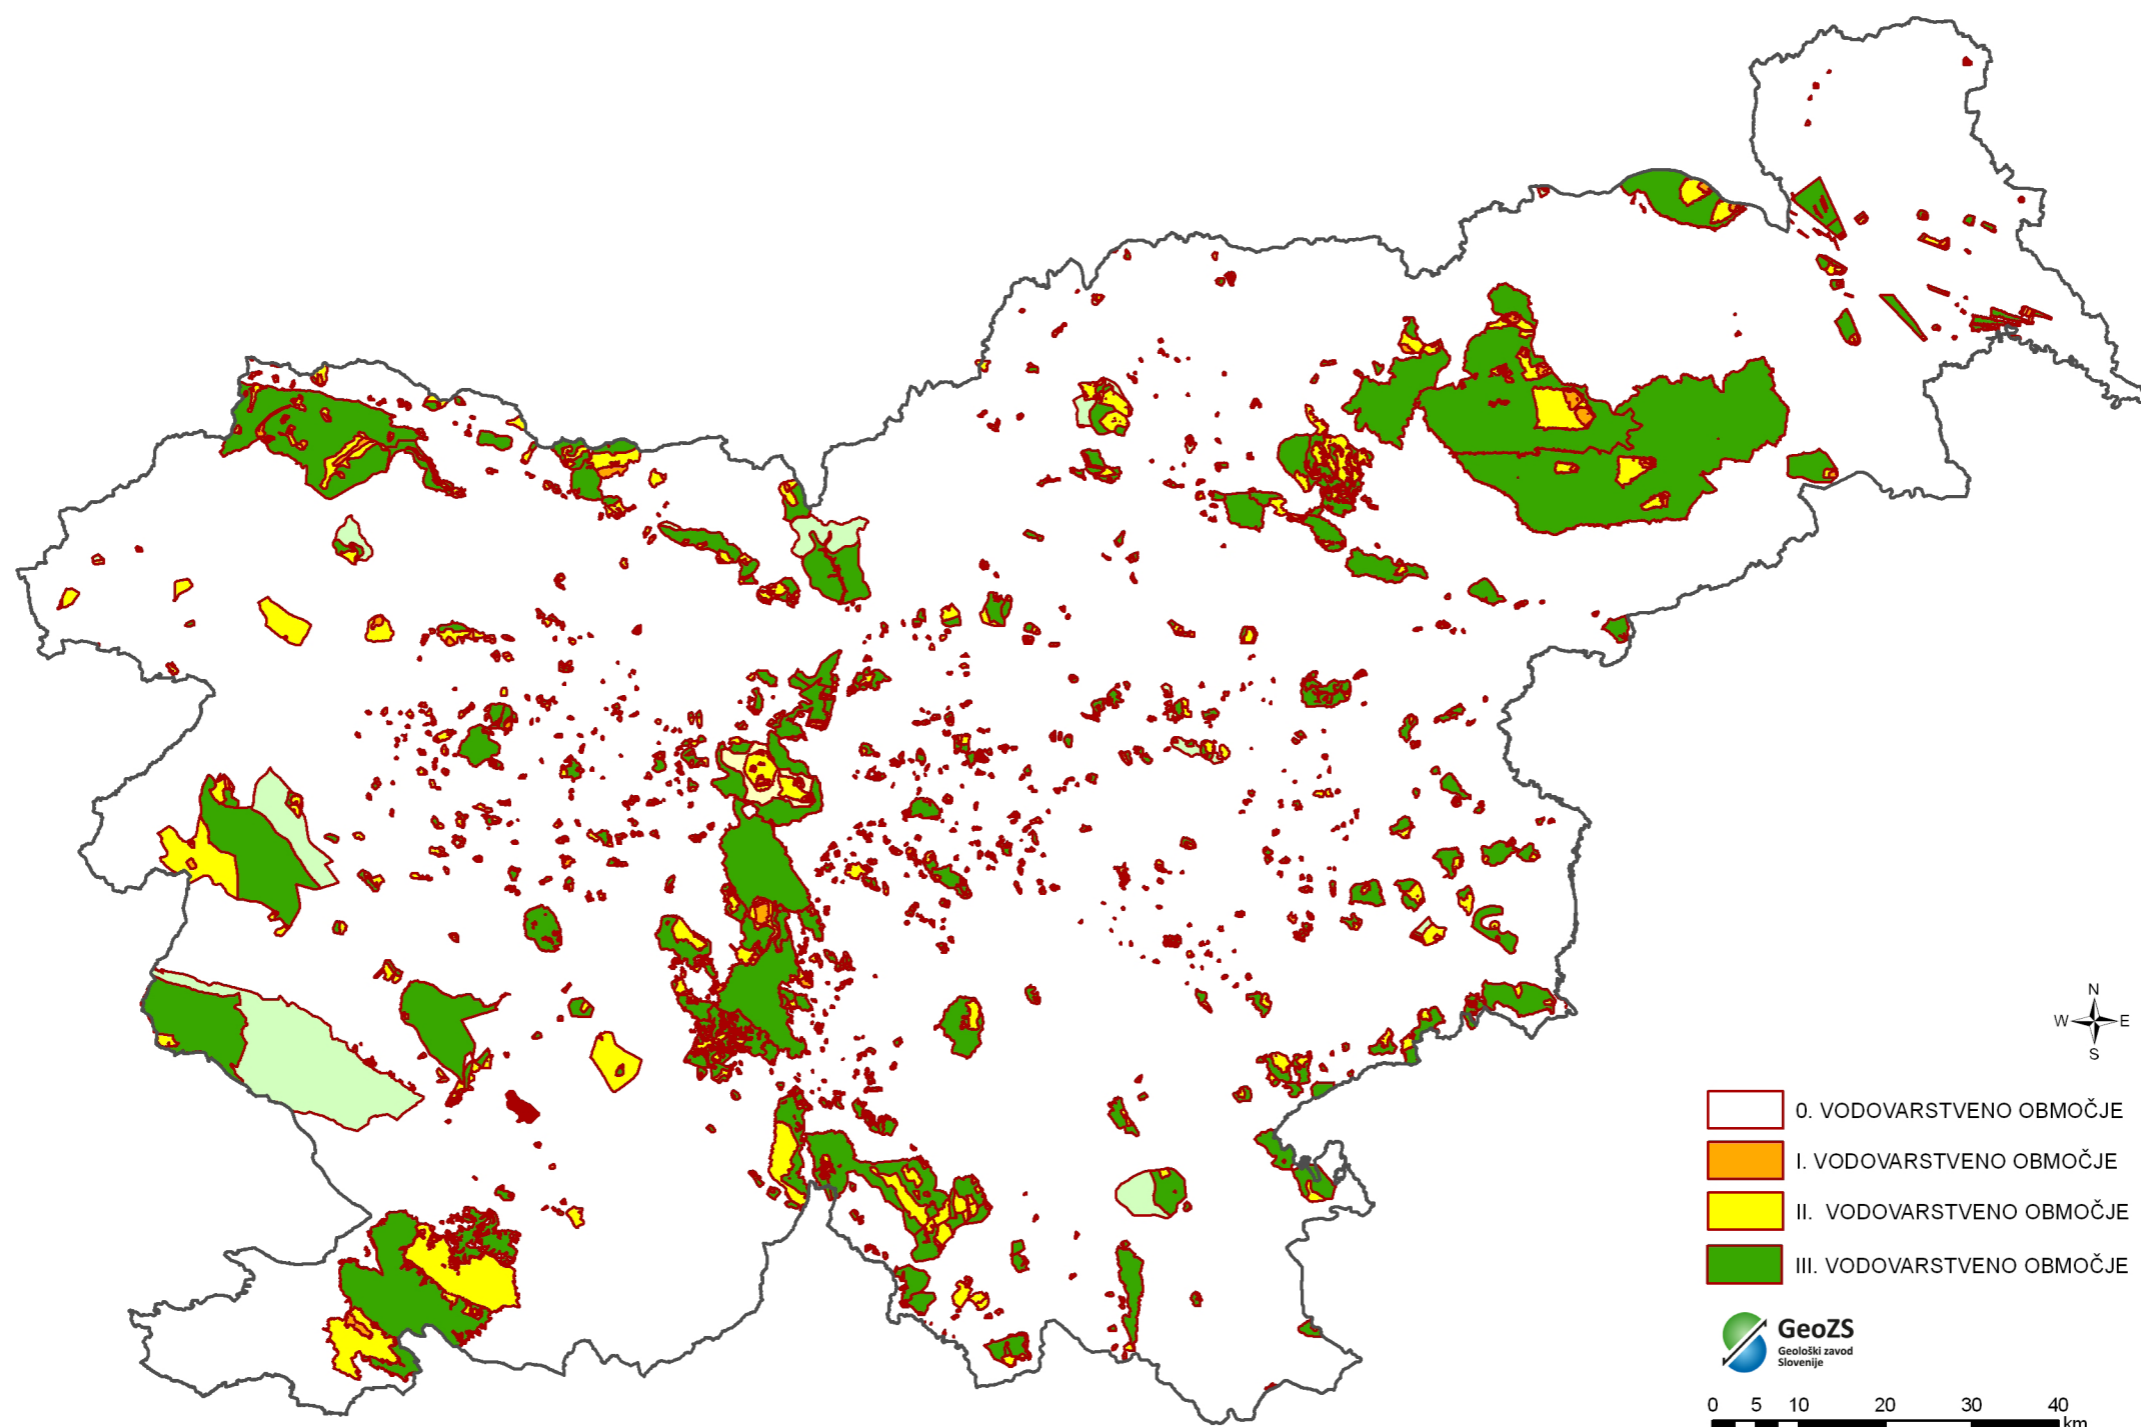 N
W E
S
0. VODOVARSTVENO OBMOČJE
I. VODOVARSTVENO OBMOČJE
II. VODOVARSTVENO OBMOČJE
III. VODOVARSTVENO OBMOČJE
GeoZS
Geološki zavod
Slovenije
0 5 10 20 30 40
km